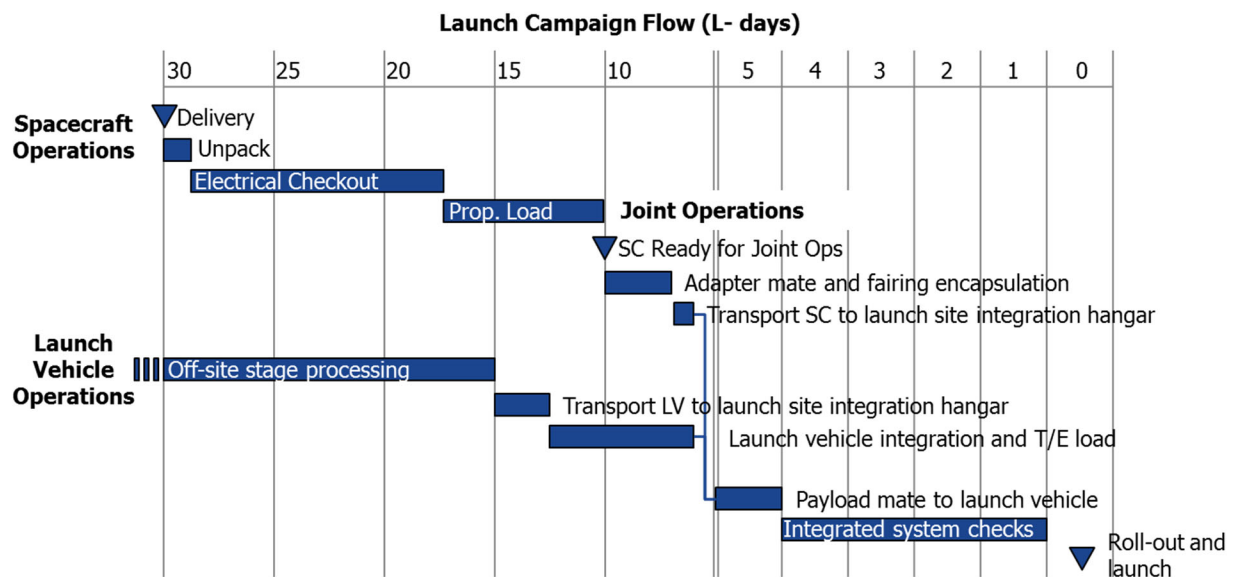 Launch Campaign Flow (L- days)
30 25 20 15 10 5 4 3 2 1 0
Spacecraft
Operations
Delivery
Unpack
Electrical Checkout
Prop. Load
Joint Operations
SC Ready for Joint Ops
Adapter mate and fairing encapsulation
Transport SC to launch site integration hangar
Launch
Vehicle
Operations
Off-site stage processing
Transport LV to launch site integration hangar
Launch vehicle integration and T/E load
Payload mate to launch vehicle
Integrated system checks
Roll-out and
launch